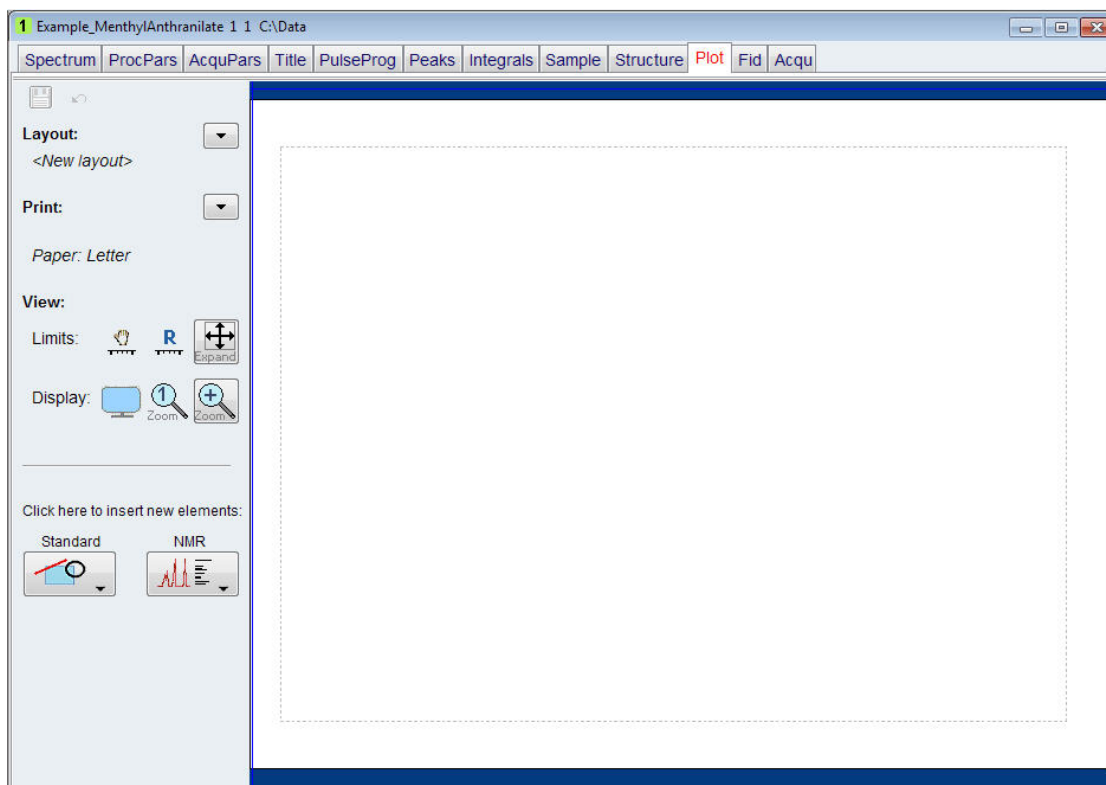 1 Example_MenthylAnthranilate 1 1 C:\Data
Spectrum ProcPars AcquPars Title PulseProg Peaks Integrals Sample Structure Plot Fid Acqu
Layout:
<New layout>
Print:
Paper: Letter
View:
Limits: R Expand
Display: 1 Zoom + Zoom
Click here to insert new elements:
Standard NMR